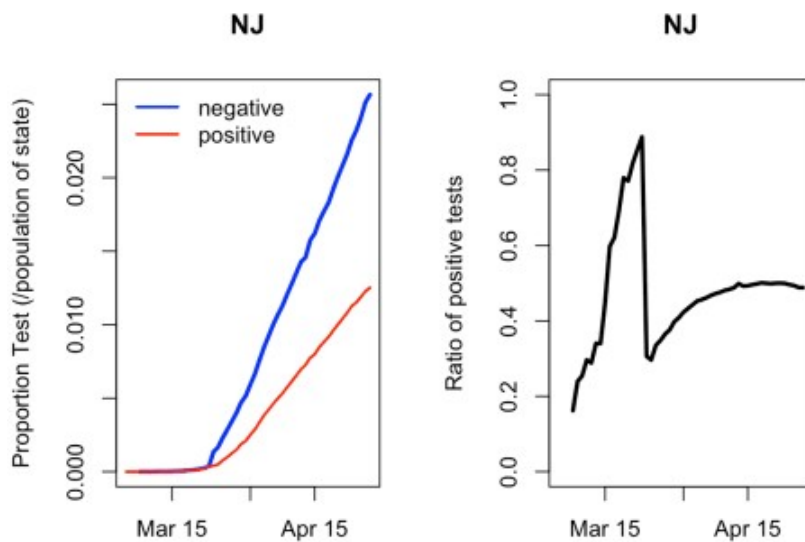 NJ
Proportion Test (/population of state)
0.000
0.010
0.020
negative
positive
Mar 15
Apr 15
NJ
Ratio of positive tests
0.0
0.2
0.4
0.6
0.8
1.0
Mar 15
Apr 15